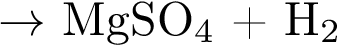 → MgSO₄ + H₂